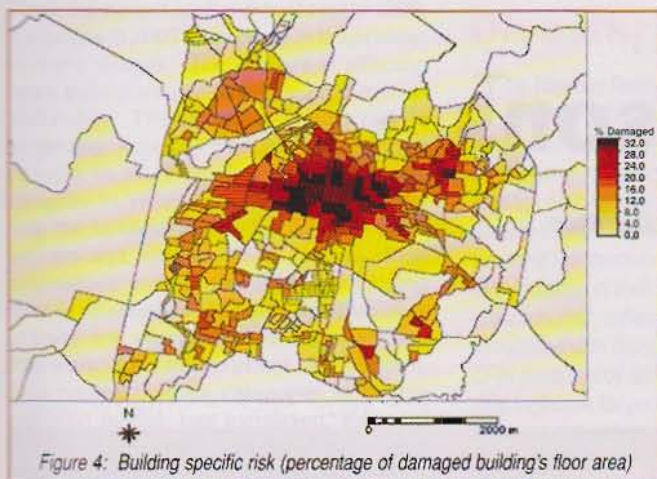 % Damaged
32.0
28.0
24.0
20.0
16.0
12.0
8.0
4.0
0.0
N
0 2000 m
Figure 4: Building specific risk (percentage of damaged building's floor area)